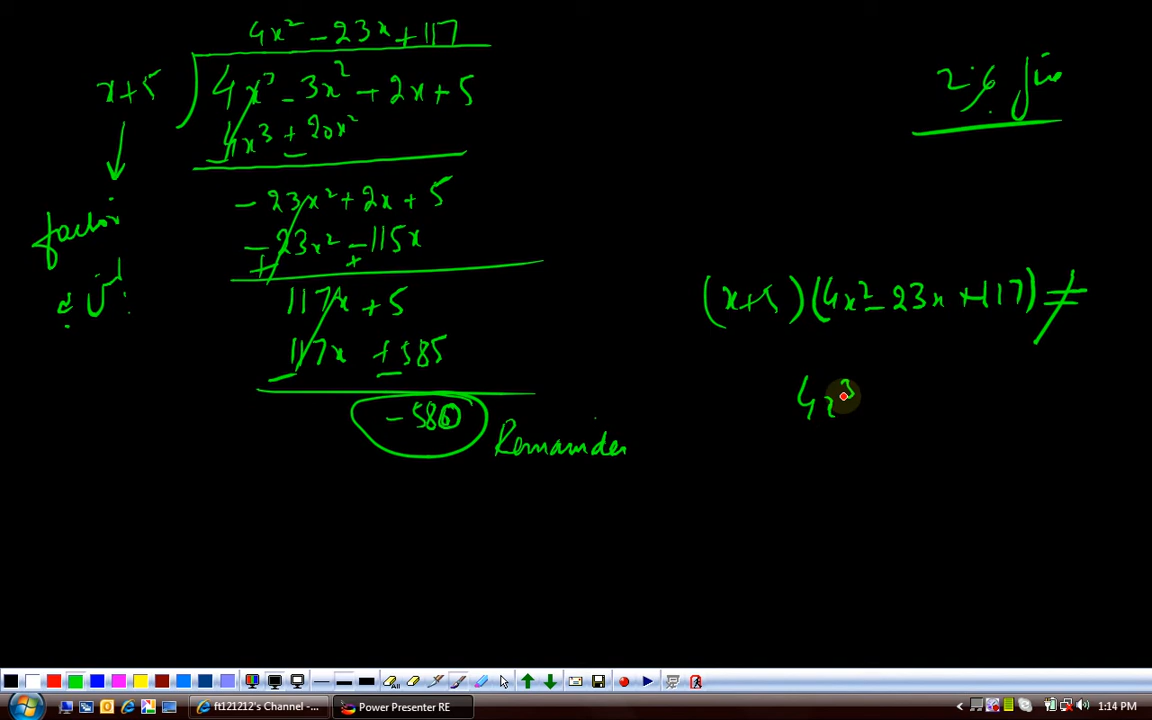 4x² - 23x + 117
x+5
4x³ - 3x² + 2x + 5
4x³ + 20x²
- 23x² + 2x + 5
- 23x² - 115x
+ +
117x + 5
117x + 585
- 580 Remainder
factor
(x+5)(4x² - 23x + 117) ≠
4x³
ft121212's Channel - ...
Power Presenter RE
1:14 PM